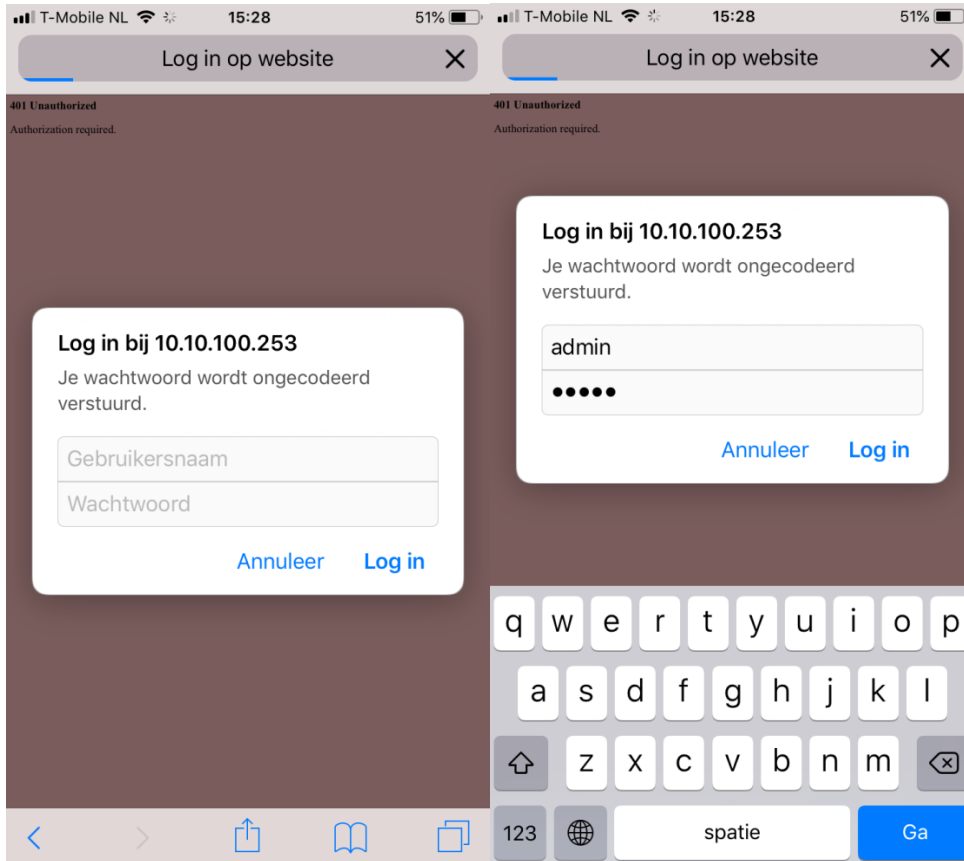 T-Mobile NL 15:28 51%
Log in op website
401 Unauthorized
Authorization required.
Log in bij 10.10.100.253
Je wachtwoord wordt ongecodeerd
verstuurd.
Gebruikersnaam
Wachtwoord
Annuleer Log in
T-Mobile NL 15:28 51%
Log in op website
401 Unauthorized
Authorization required.
Log in bij 10.10.100.253
Je wachtwoord wordt ongecodeerd
verstuurd.
admin
•••••
Annuleer Log in
q w e r t y u i o p
a s d f g h j k l
z x c v b n m
123 spatie Ga